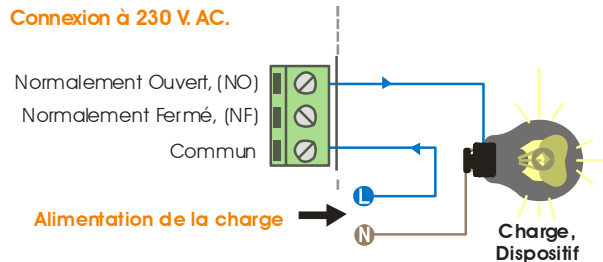 Connexion à 230 V. AC.
Normalement Ouvert, (NO)
Normalement Fermé, (NF)
Commun
L
Alimentation de la charge
N
Charge,
Dispositif